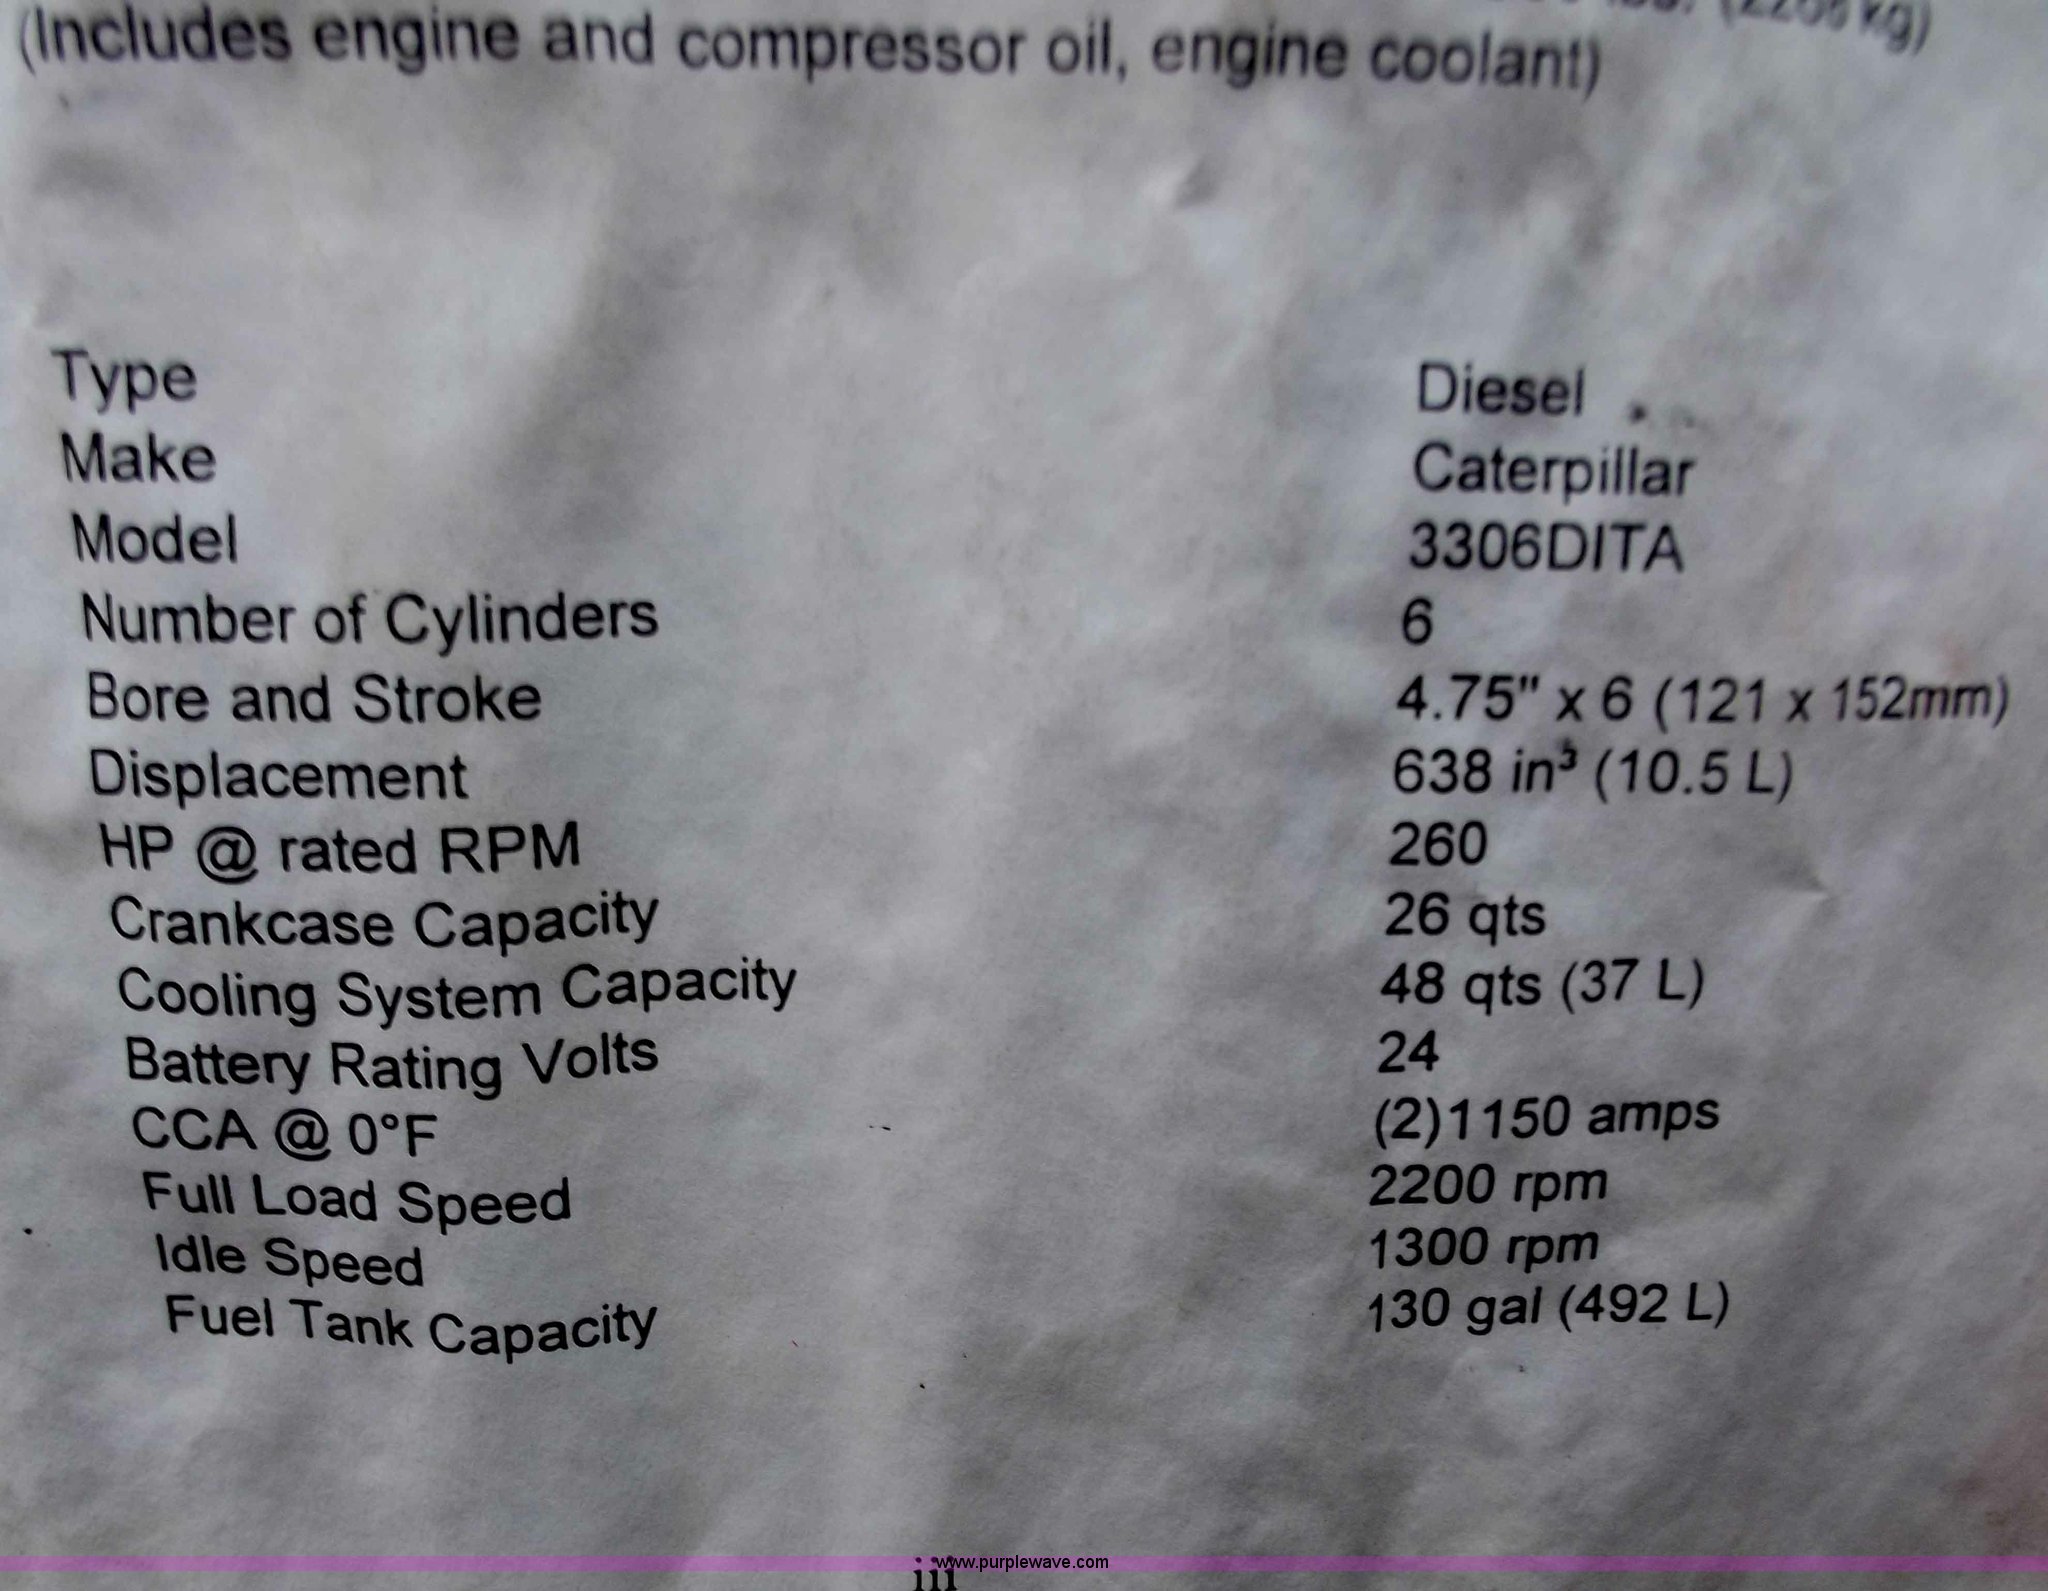 (Includes engine and compressor oil, engine coolant)
Type Diesel
Make Caterpillar
Model 3306DITA
Number of Cylinders 6
Bore and Stroke 4.75" x 6 (121 x 152mm)
Displacement 638 in³ (10.5 L)
HP @ rated RPM 260
Crankcase Capacity 26 qts
Cooling System Capacity 48 qts (37 L)
Battery Rating Volts 24
CCA @ 0°F (2)1150 amps
Full Load Speed 2200 rpm
Idle Speed 1300 rpm
Fuel Tank Capacity 130 gal (492 L)
www.purplewave.com
iii